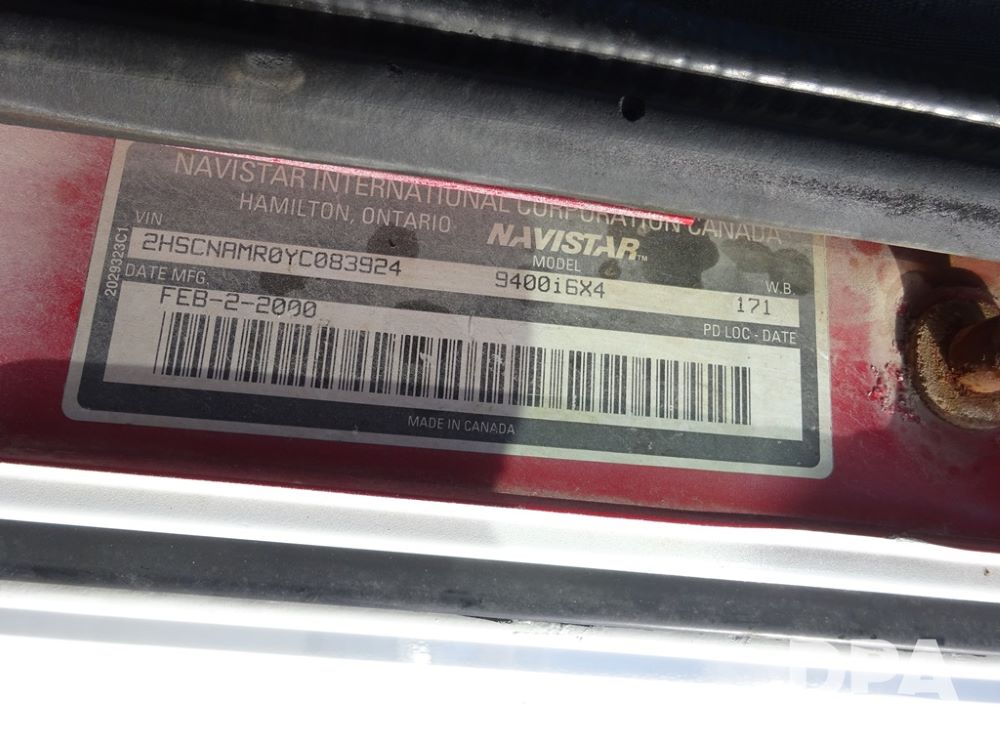 NAVISTAR INTERNATIONAL CORPORATION CANADA
HAMILTON, ONTARIO
NAVISTAR™
VIN
2HSCNAMR0YC083924
MODEL
9400i6X4
W.B.
171
DATE MFG.
FEB-2-2000
PD LOC - DATE
MADE IN CANADA
2029323C1
DPA